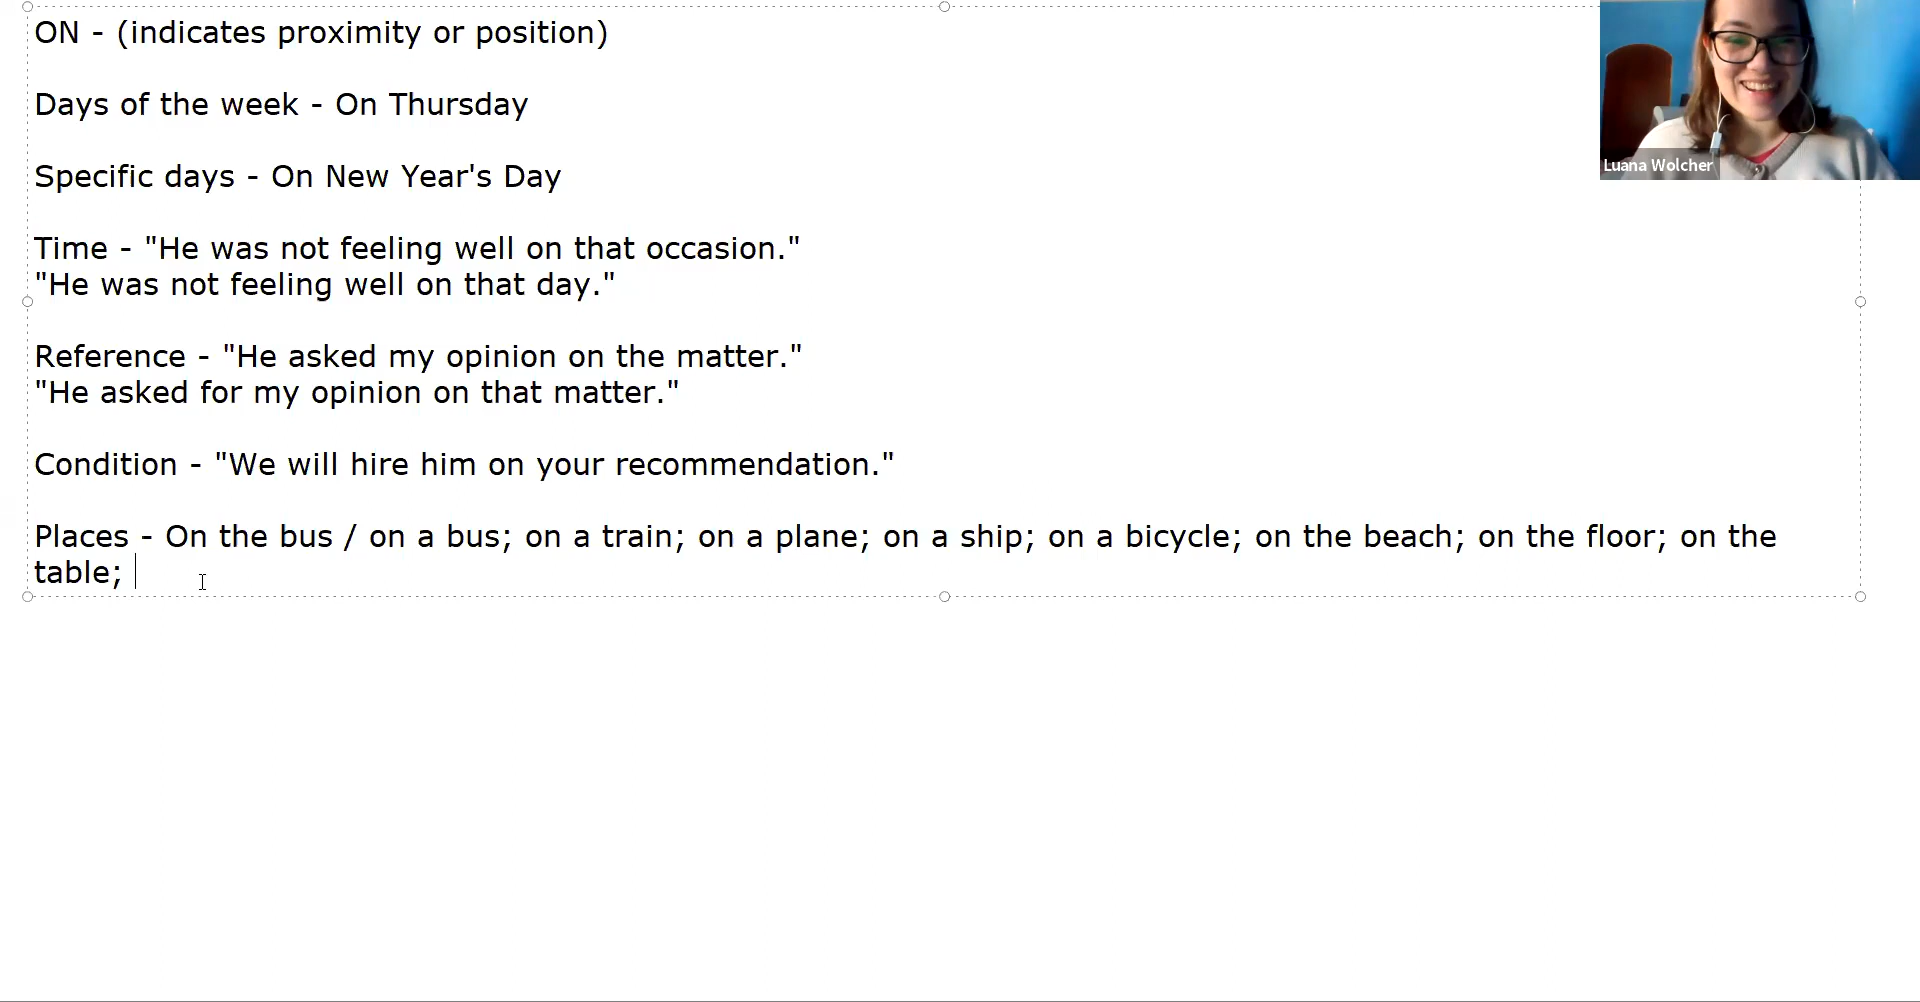 ON - (indicates proximity or position)
Days of the week - On Thursday
Specific days - On New Year's Day
Time - "He was not feeling well on that occasion."
"He was not feeling well on that day."
Reference - "He asked my opinion on the matter."
"He asked for my opinion on that matter."
Condition - "We will hire him on your recommendation."
Places - On the bus / on a bus; on a train; on a plane; on a ship; on a bicycle; on the beach; on the floor; on the
table;
Luana Wolcher